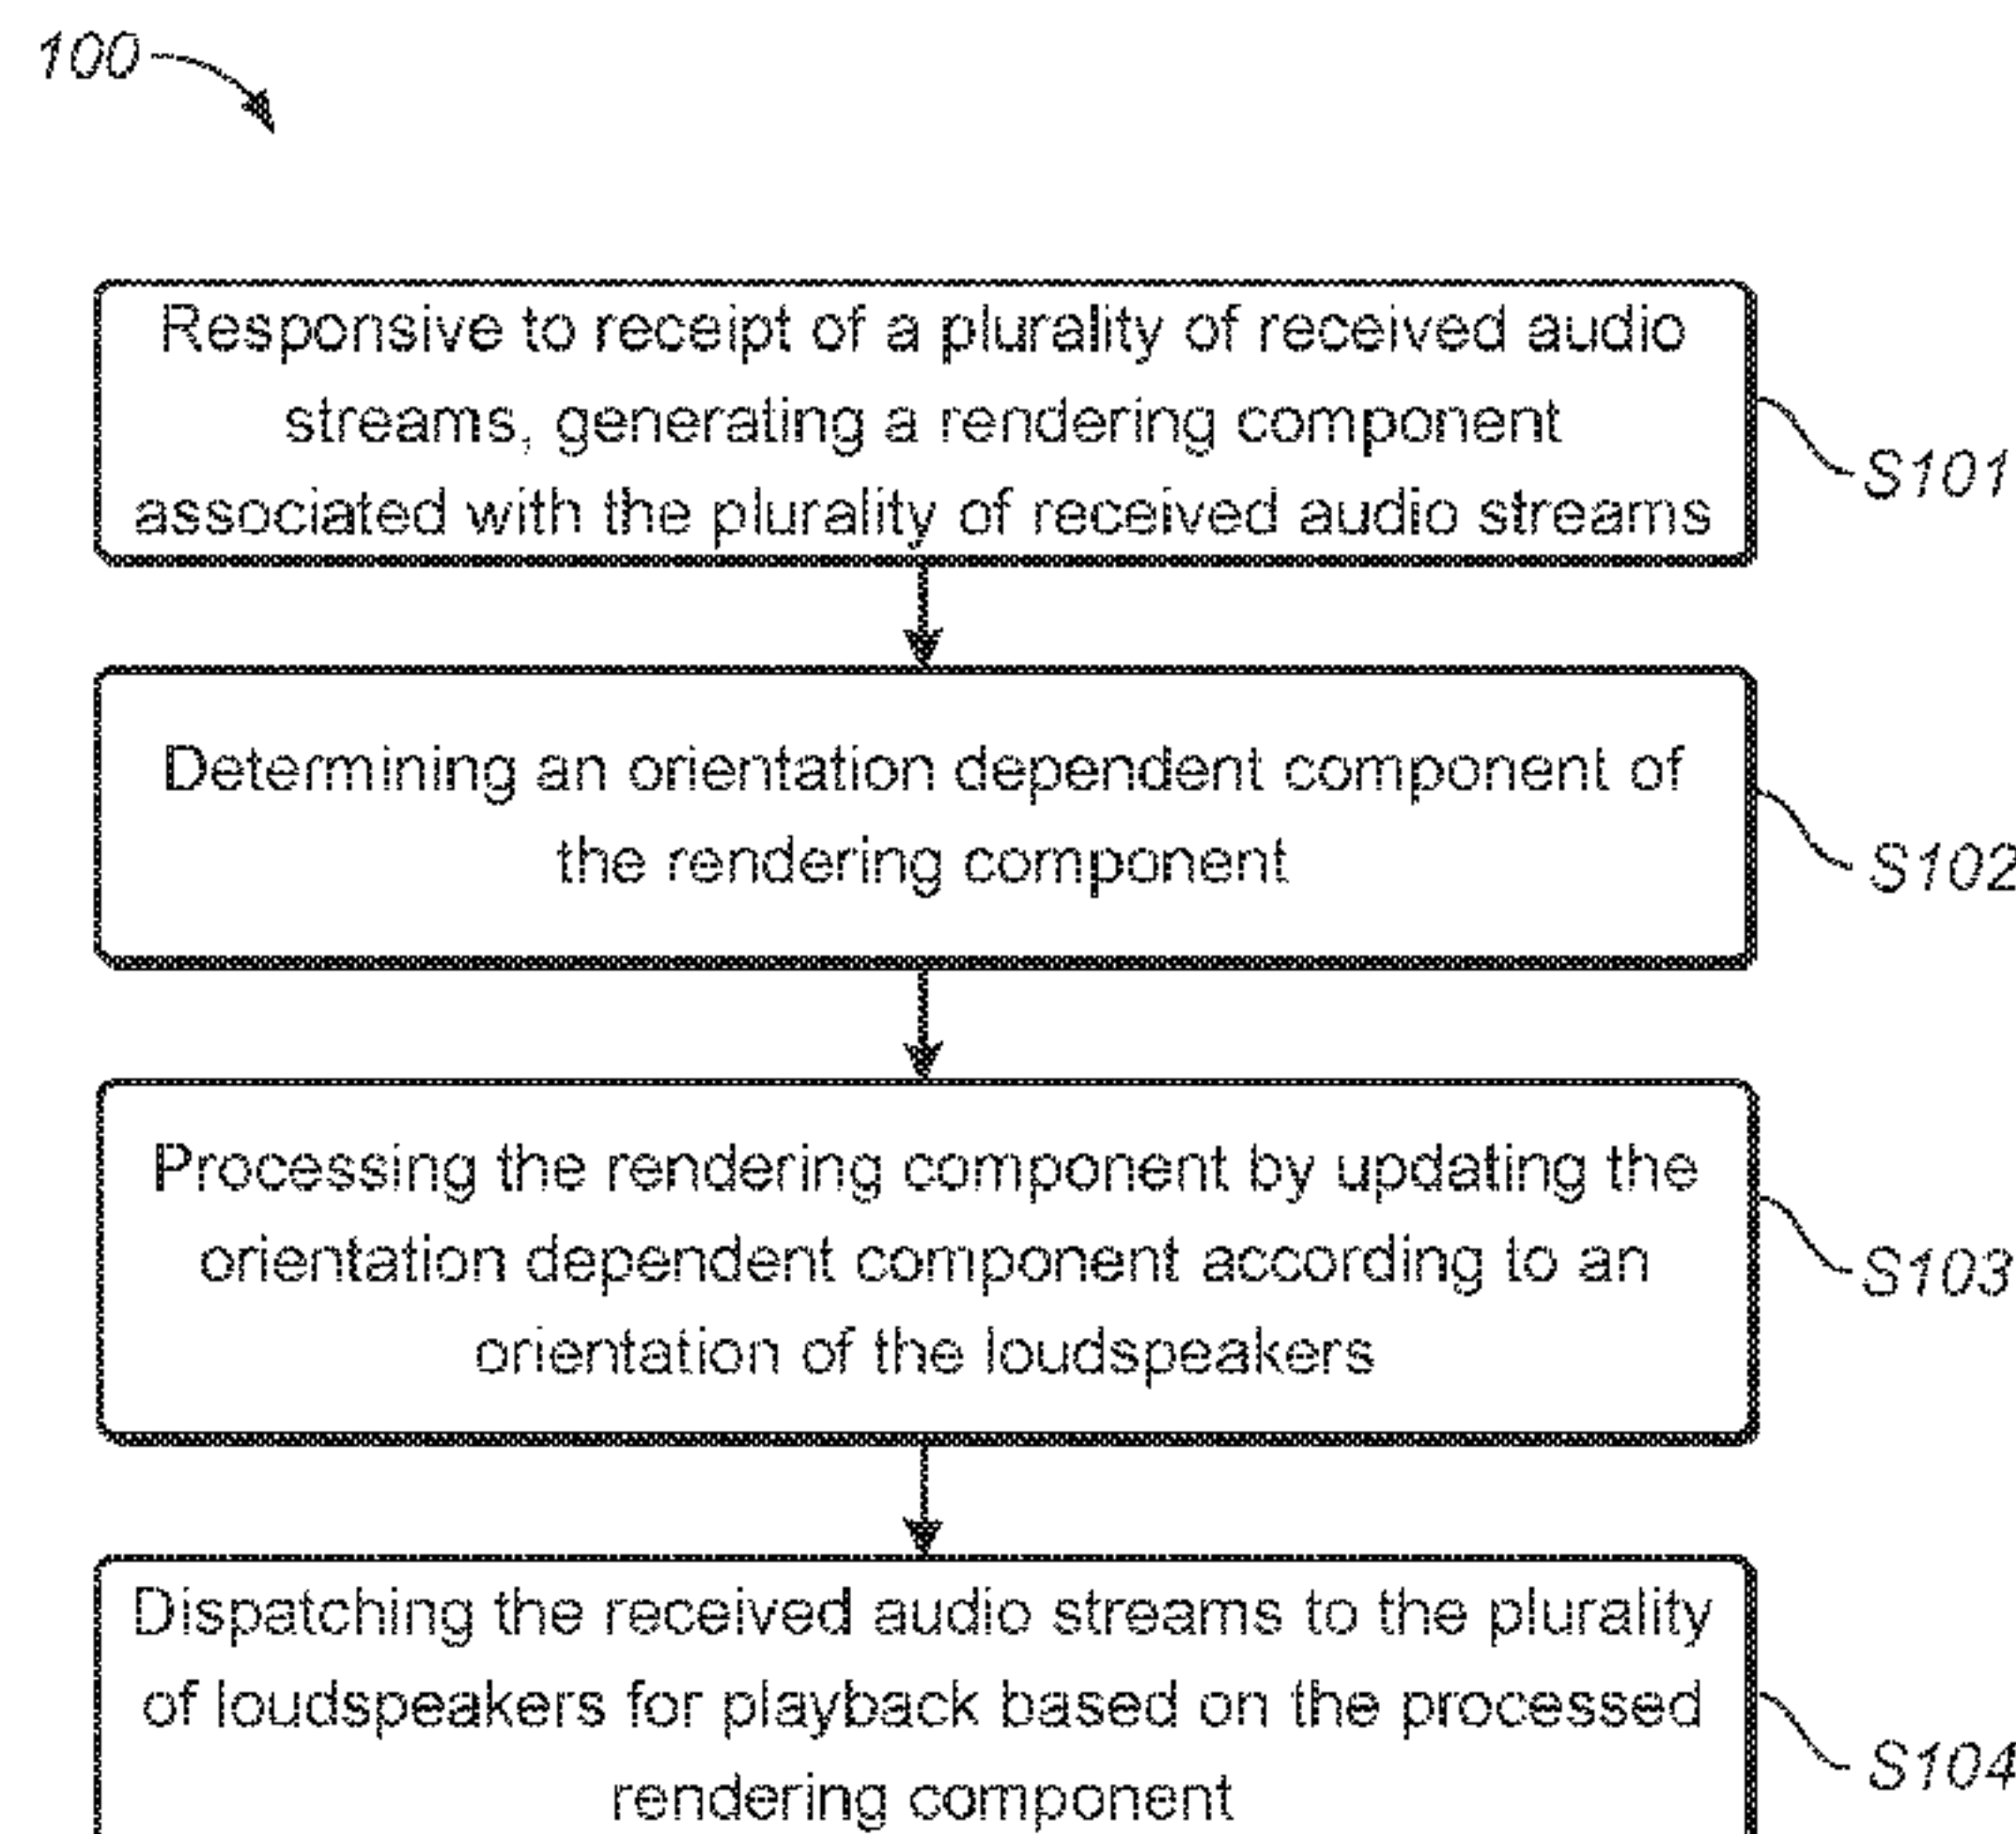 100
Responsive to receipt of a plurality of received audio
streams, generating a rendering component
associated with the plurality of received audio streams
S101
Determining an orientation dependent component of
the rendering component
S102
Processing the rendering component by updating the
orientation dependent component according to an
orientation of the loudspeakers
S103
Dispatching the received audio streams to the plurality
of loudspeakers for playback based on the processed
rendering component
S104